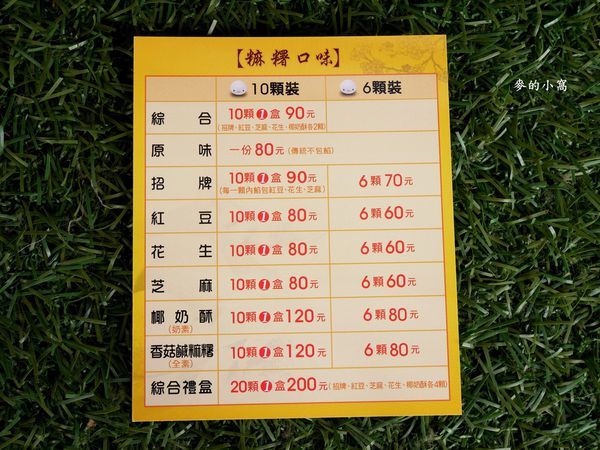 【麻糬口味】
10顆裝 6顆裝
綜合 10顆1盒90元
(招牌、紅豆、芝麻、花生、椰奶酥各2顆)
原味 一份80元(傳統不包餡)
招牌 10顆1盒90元 6顆70元
(每一顆內餡包紅豆、花生、芝麻)
紅豆 10顆1盒80元 6顆60元
花生 10顆1盒80元 6顆60元
芝麻 10顆1盒80元 6顆60元
椰奶酥 10顆1盒120元 6顆80元
(奶素)
香菇鹹麻糬 10顆1盒120元 6顆80元
(全素)
綜合禮盒 20顆1盒200元(招牌、紅豆、芝麻、花生、椰奶酥各4顆)
麥的小窩